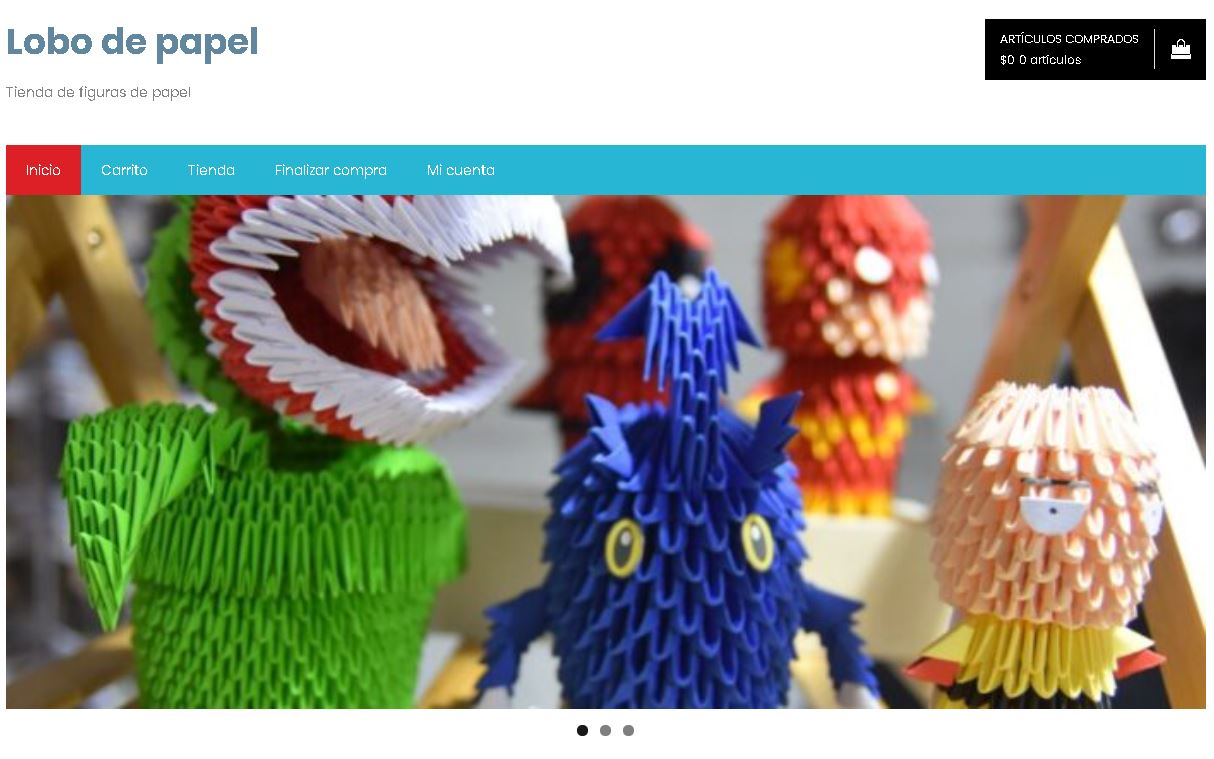 Lobo de papel
Tienda de figuras de papel
ARTÍCULOS COMPRADOS
$0 0 artículos
Inicio Carrito Tienda Finalizar compra Mi cuenta